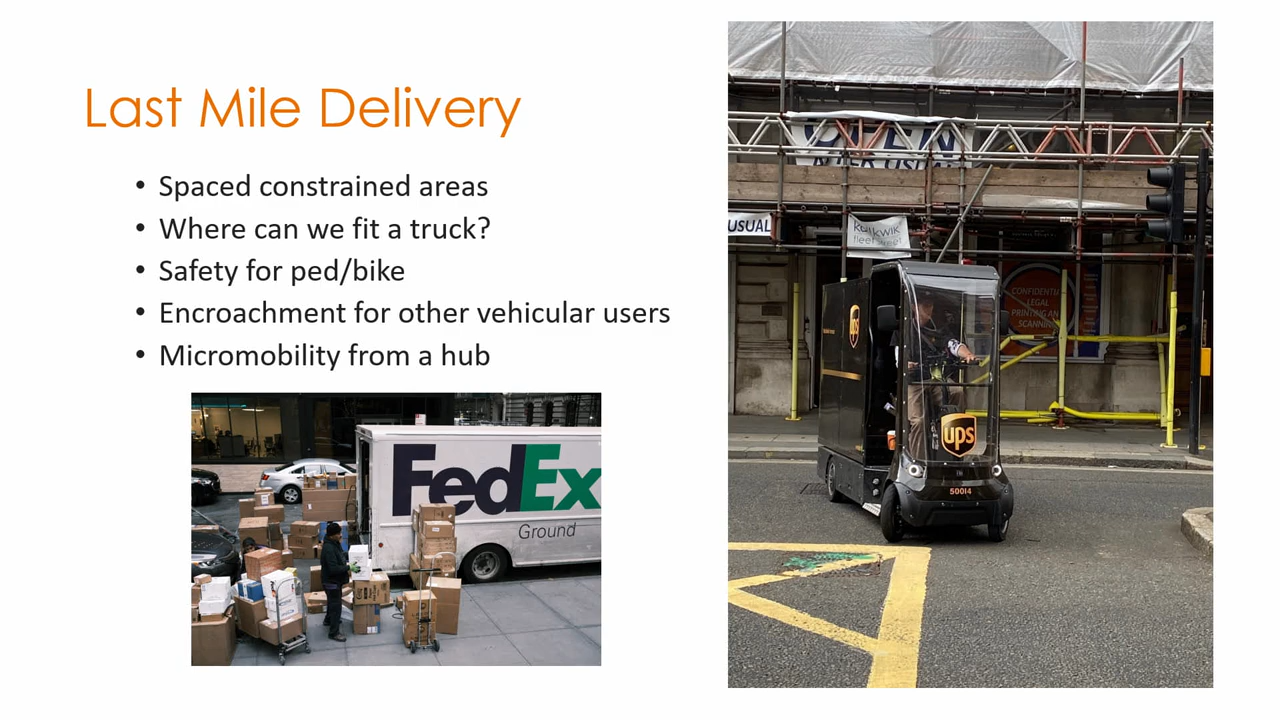 Last Mile Delivery
• Spaced constrained areas
• Where can we fit a truck?
• Safety for ped/bike
• Encroachment for other vehicular users
• Micromobility from a hub
FedEx
Ground
USUAL
CONFIDENTIAL
LEGAL
PRINTING AND
SCANNING
ups
ups
50014